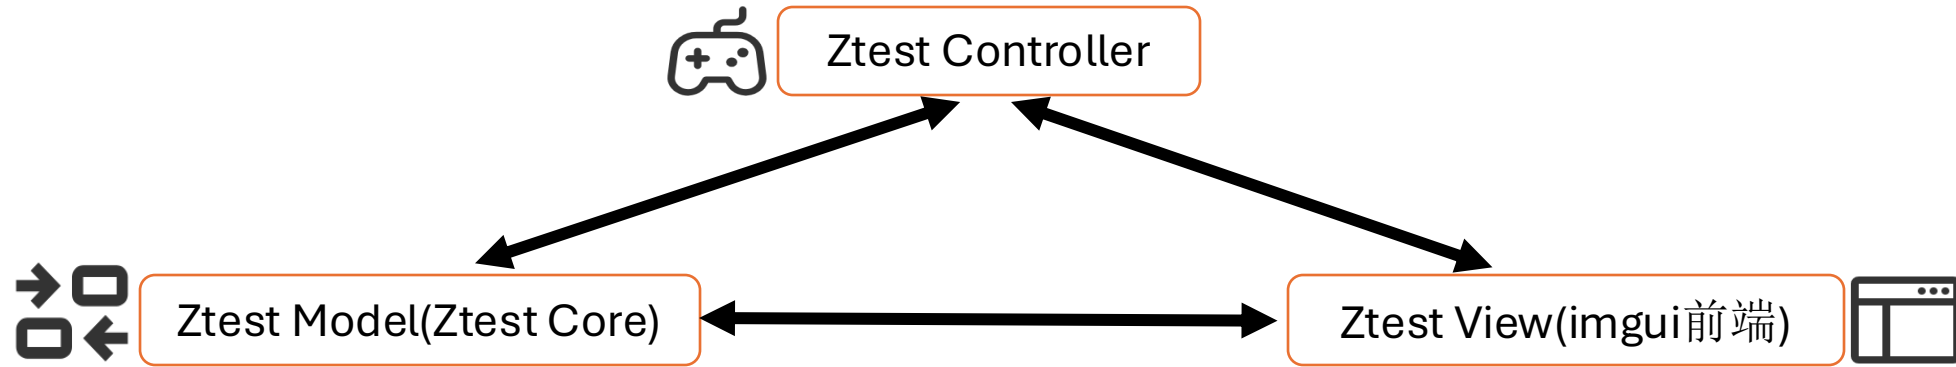 Ztest Controller
Ztest Model(Ztest Core)
Ztest View(imgui前端)